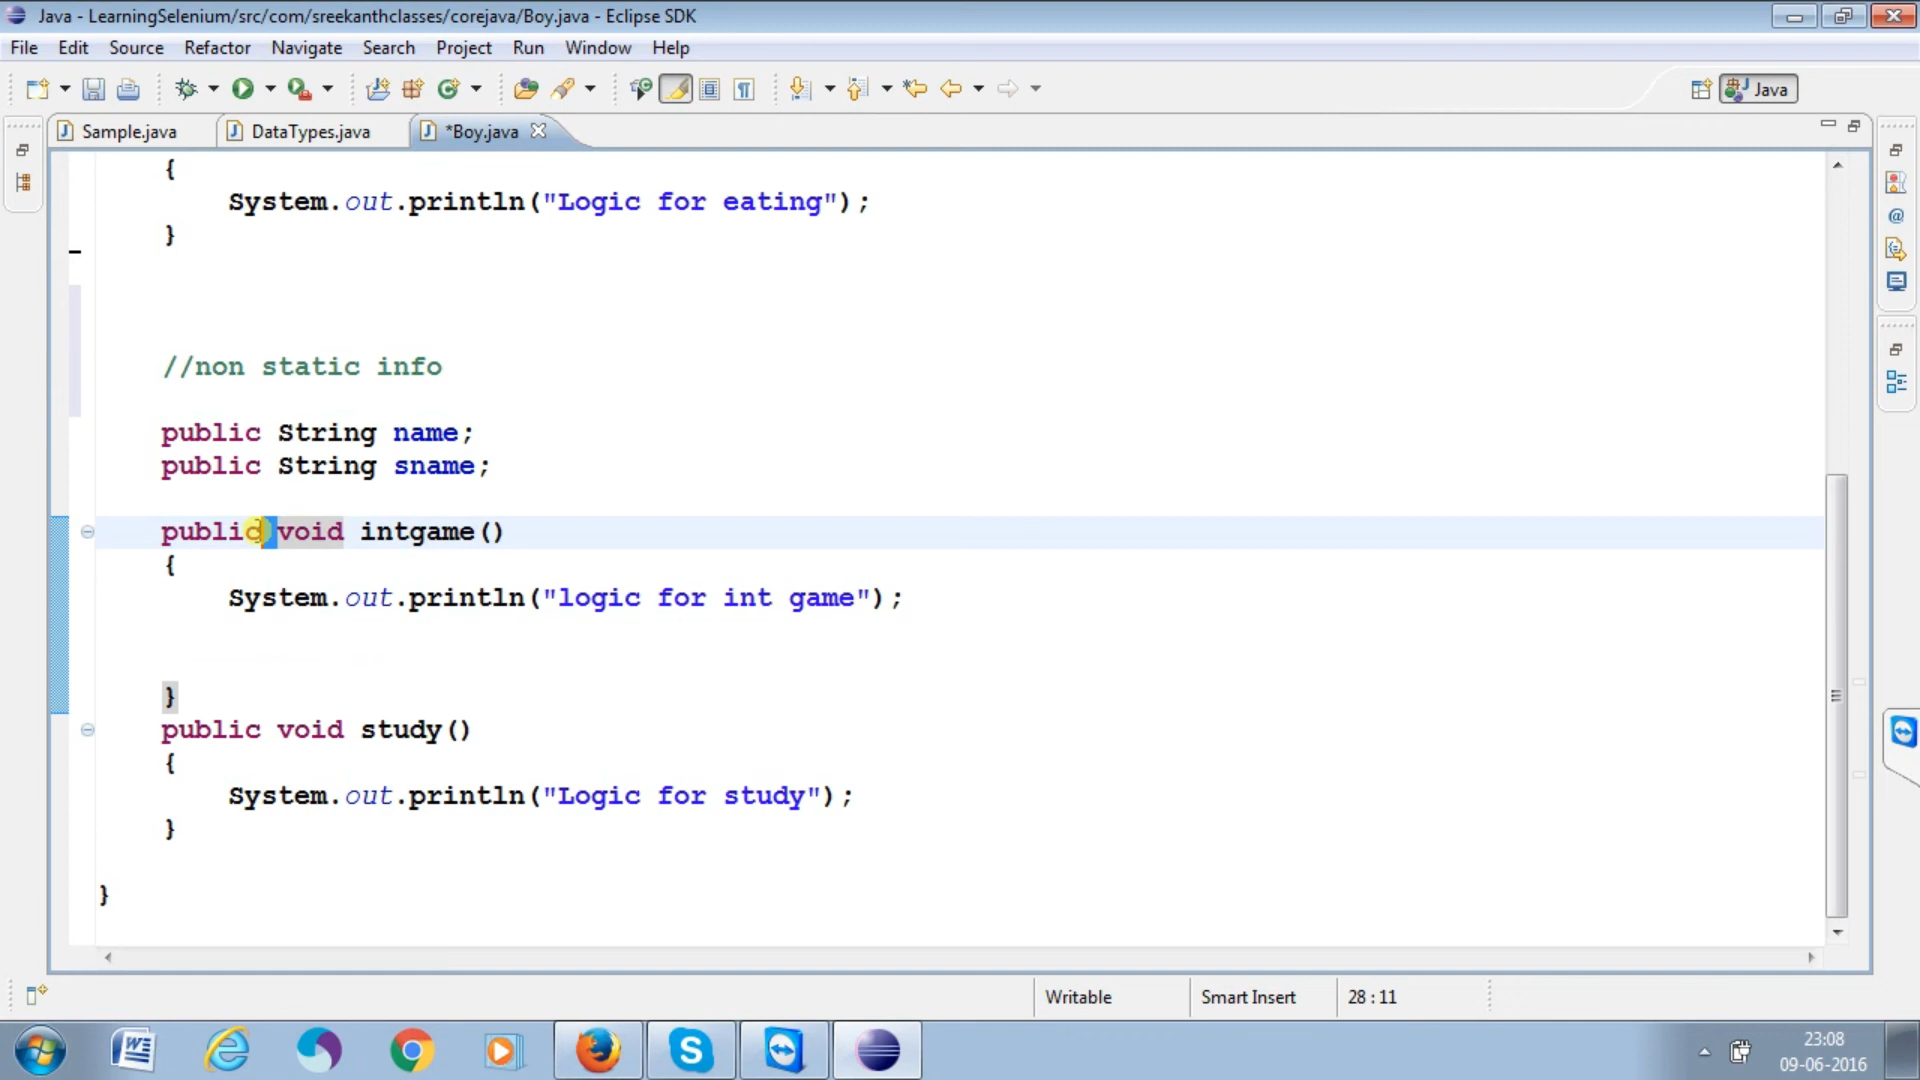 Java - LearningSelenium/src/com/sreekanthclasses/corejava/Boy.java - Eclipse SDK
File Edit Source Refactor Navigate Search Project Run Window Help
Java
Sample.java DataTypes.java *Boy.java
{
System.out.println("Logic for eating");
}
//non static info
public String name;
public String sname;
public void intgame()
{
System.out.println("logic for int game");
}
public void study()
{
System.out.println("Logic for study");
}
}
Writable Smart Insert 28 : 11
23:08
09-06-2016